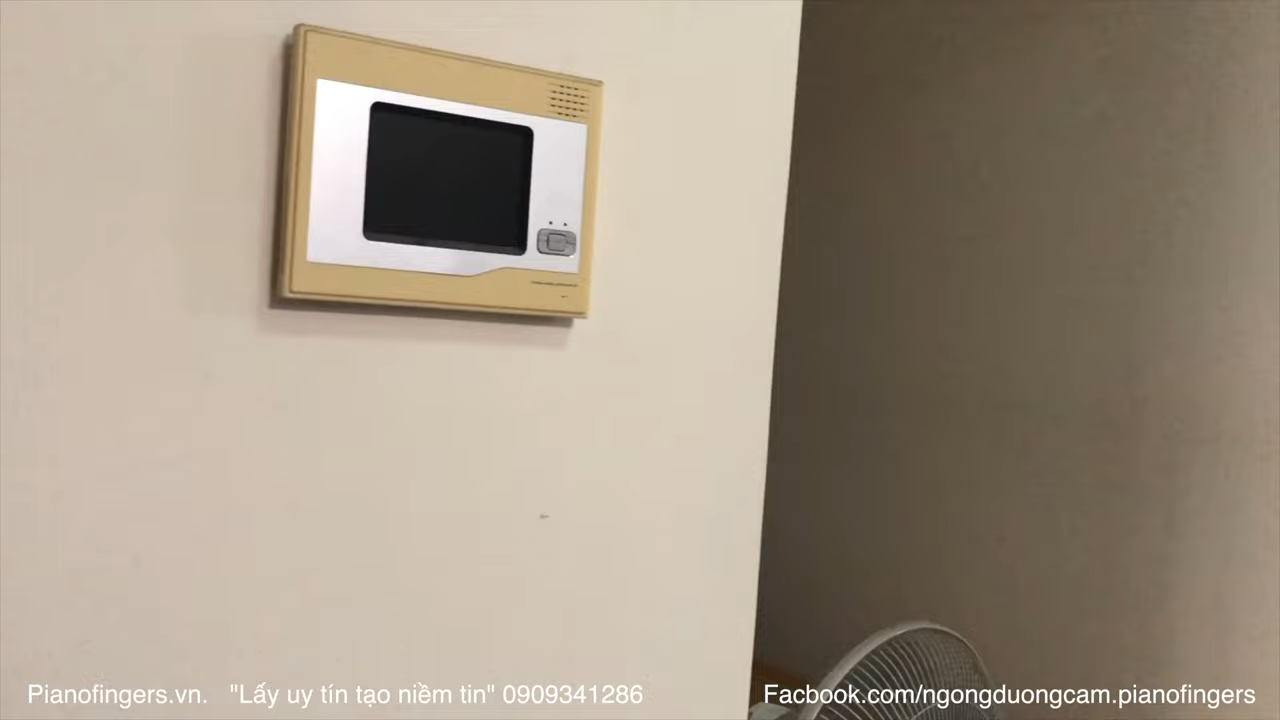 Pianofingers.vn. "Lấy uy tín tạo niềm tin" 0909341286
Facbook.com/ngongduongcam.pianofingers